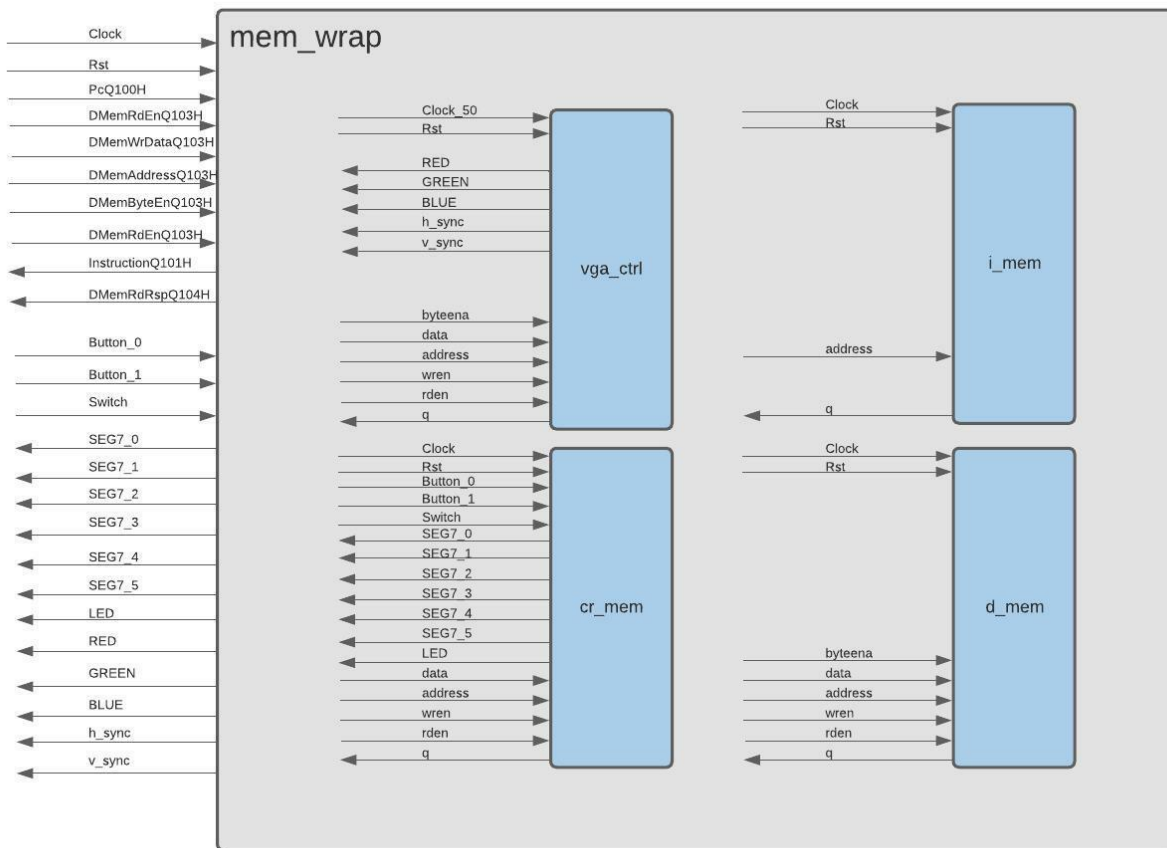 mem_wrap
Clock
Rst
PcQ100H
DMemRdEnQ103H
DMemWrDataQ103H
DMemAddressQ103H
DMemByteEnQ103H
DMemRdEnQ103H
InstructionQ101H
DMemRdRspQ104H
Button_0
Button_1
Switch
SEG7_0
SEG7_1
SEG7_2
SEG7_3
SEG7_4
SEG7_5
LED
RED
GREEN
BLUE
h_sync
v_sync
Clock_50
Rst
RED
GREEN
BLUE
h_sync
v_sync
vga_ctrl
byteena
data
address
wren
rden
q
Clock
Rst
i_mem
address
q
Clock
Rst
Button_0
Button_1
Switch
SEG7_0
SEG7_1
SEG7_2
SEG7_3
cr_mem
SEG7_4
SEG7_5
LED
data
address
wren
rden
q
Clock
Rst
d_mem
byteena
data
address
wren
rden
q